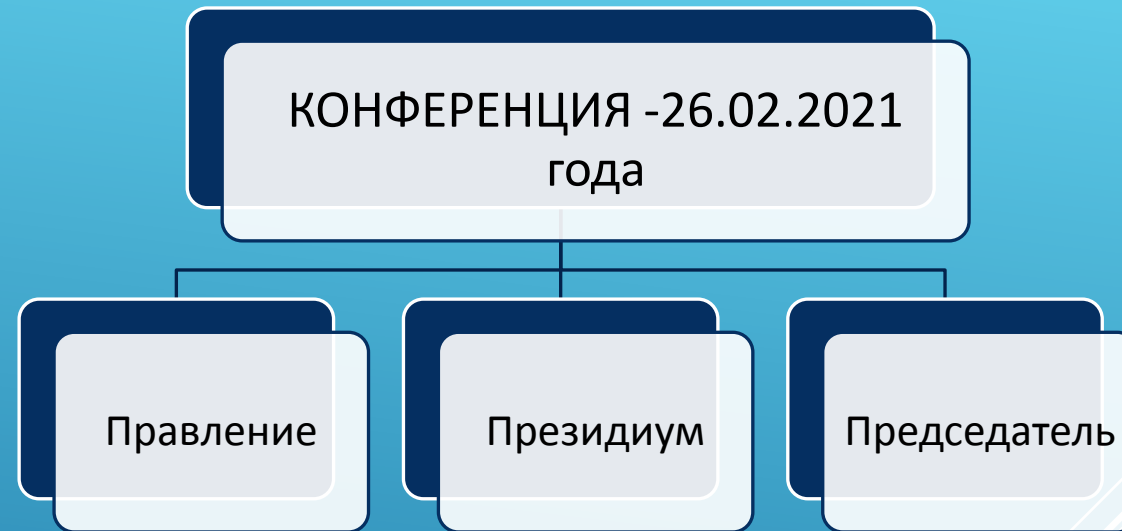 КОНФЕРЕНЦИЯ -26.02.2021
года
Правление
Президиум
Председатель